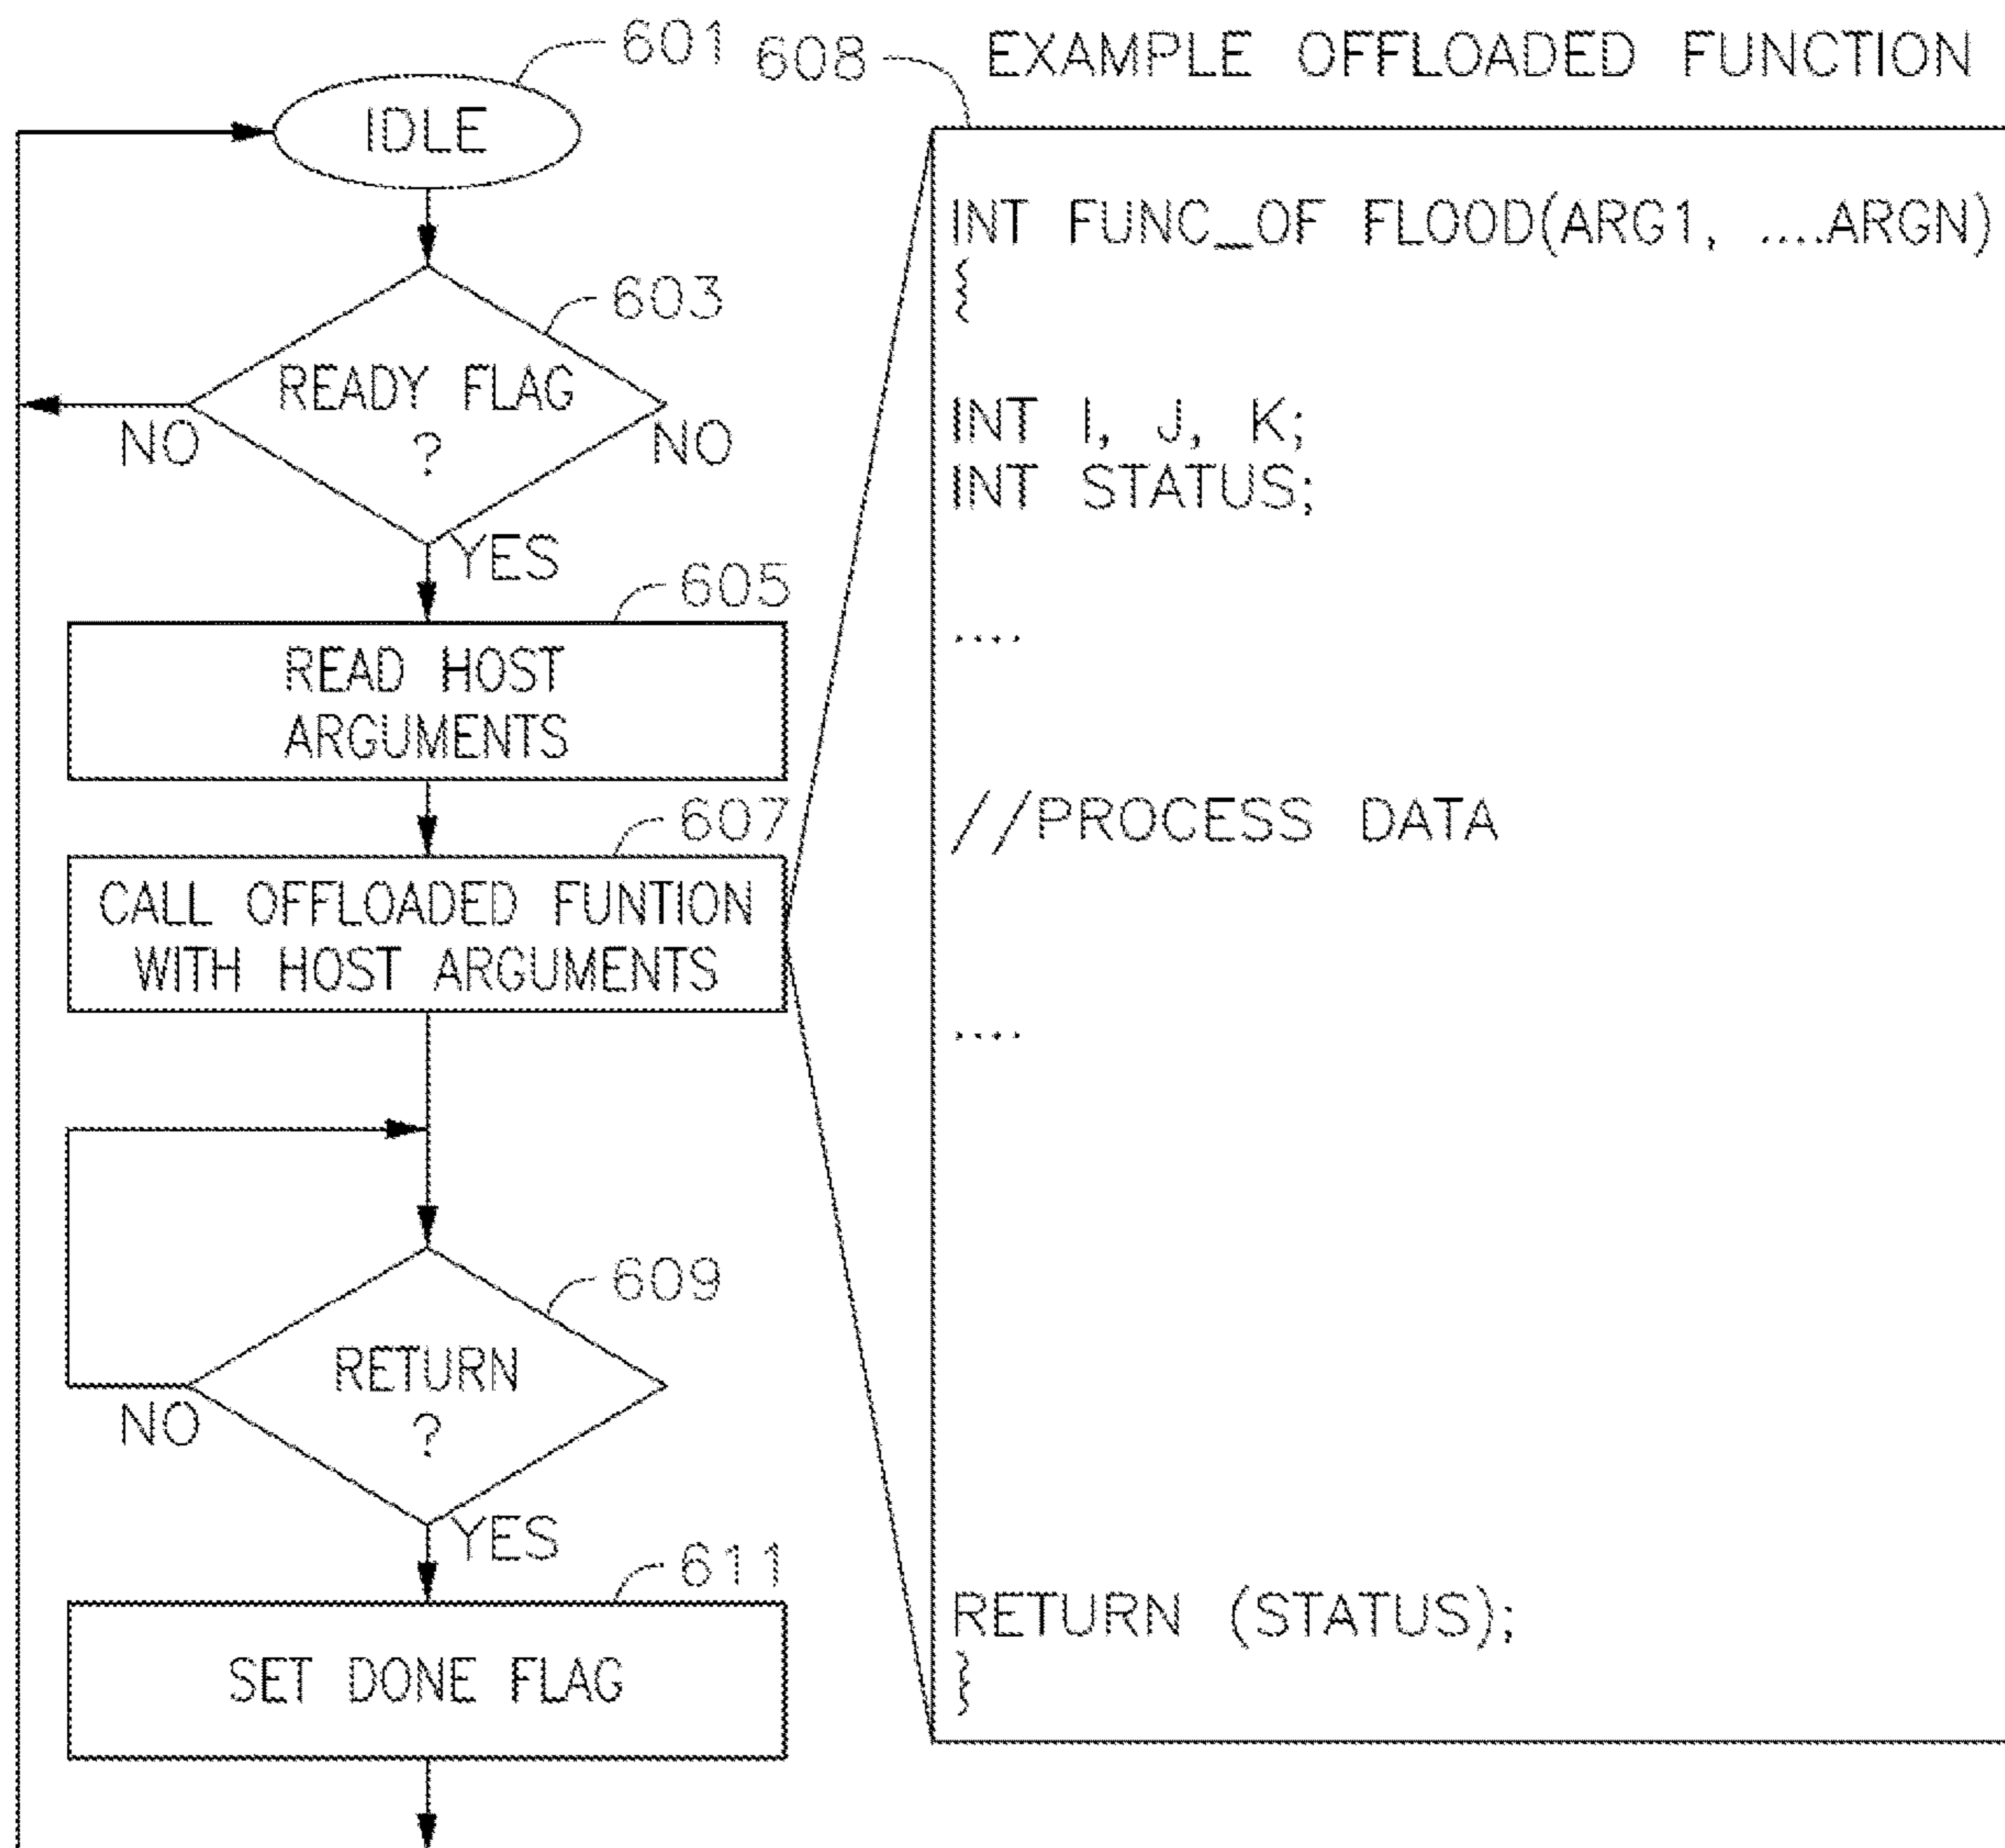 601
IDLE
603
READY FLAG
?
NO
NO
YES
605
READ HOST
ARGUMENTS
607
CALL OFFLOADED FUNTION
WITH HOST ARGUMENTS
609
RETURN
?
NO
YES
611
SET DONE FLAG
608
EXAMPLE OFFLOADED FUNCTION
INT FUNC_OF FLOOD(ARG1, ....ARGN)
{
INT I, J, K;
INT STATUS;
....
//PROCESS DATA
....
RETURN (STATUS);
}